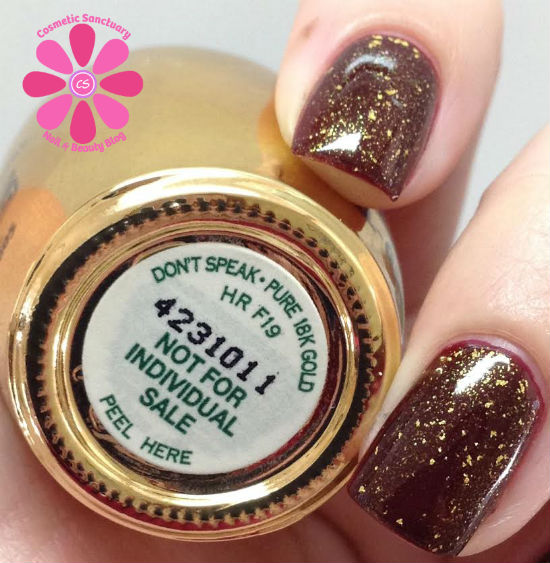 Cosmetic Sanctuary
CS
Nail & Beauty Blog
DON'T SPEAK • PURE 18K GOLD
HR F19
4231011
NOT FOR
INDIVIDUAL
SALE
PEEL HERE